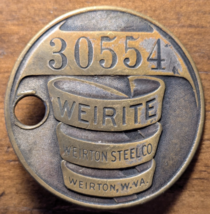 30554
WEIRITE
WEIRTON STEEL CO
WEIRTON, W.VA.